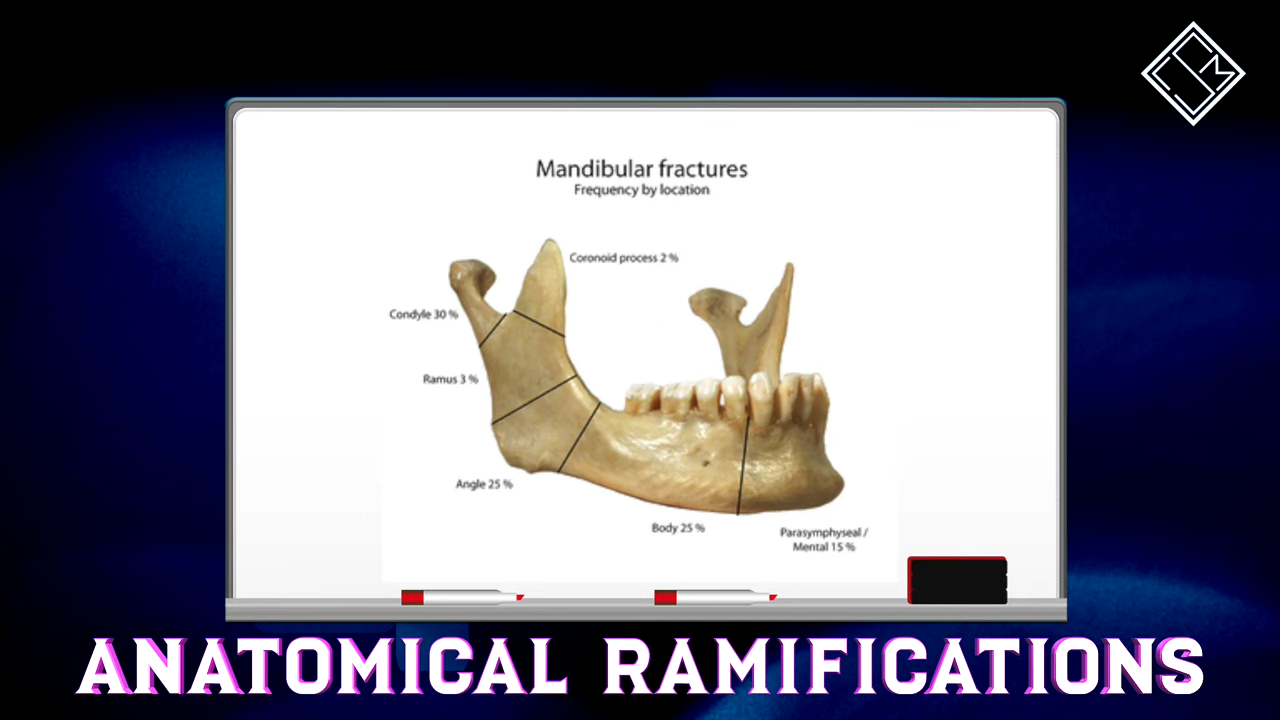 Mandibular fractures
Frequency by location
Coronoid process 2 %
Condyle 30 %
Ramus 3 %
Angle 25 %
Body 25 %
Parasymphyseal /
Mental 15 %
ANATOMICAL RAMIFICATIONS